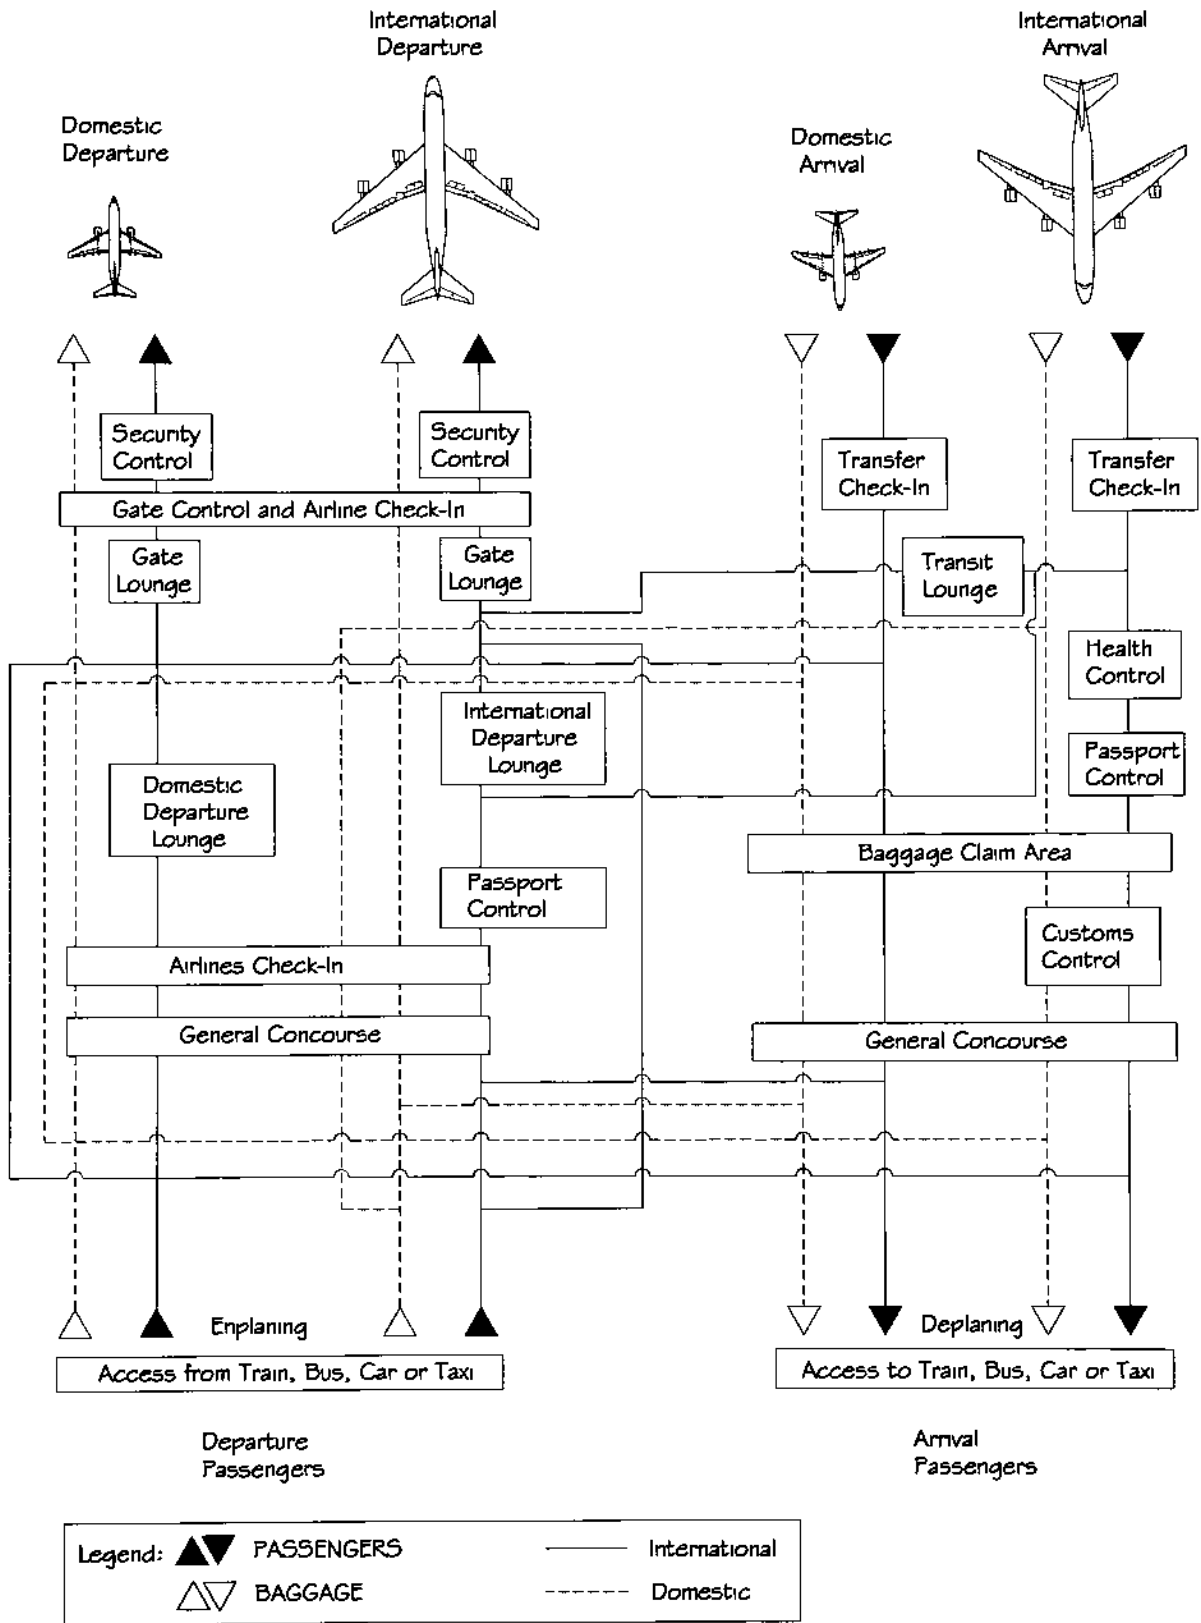 International
Departure
International
Arrival
Domestic
Departure
Domestic
Arrival
Security
Control
Security
Control
Transfer
Check-In
Transfer
Check-In
Gate Control and Airline Check-In
Gate
Lounge
Gate
Lounge
Transit
Lounge
Health
Control
International
Departure
Lounge
Passport
Control
Domestic
Departure
Lounge
Baggage Claim Area
Passport
Control
Customs
Control
Airlines Check-In
General Concourse
General Concourse
Enplaning
Deplaning
Access from Train, Bus, Car or Taxi
Access to Train, Bus, Car or Taxi
Departure
Passengers
Arrival
Passengers
Legend: PASSENGERS International
BAGGAGE Domestic